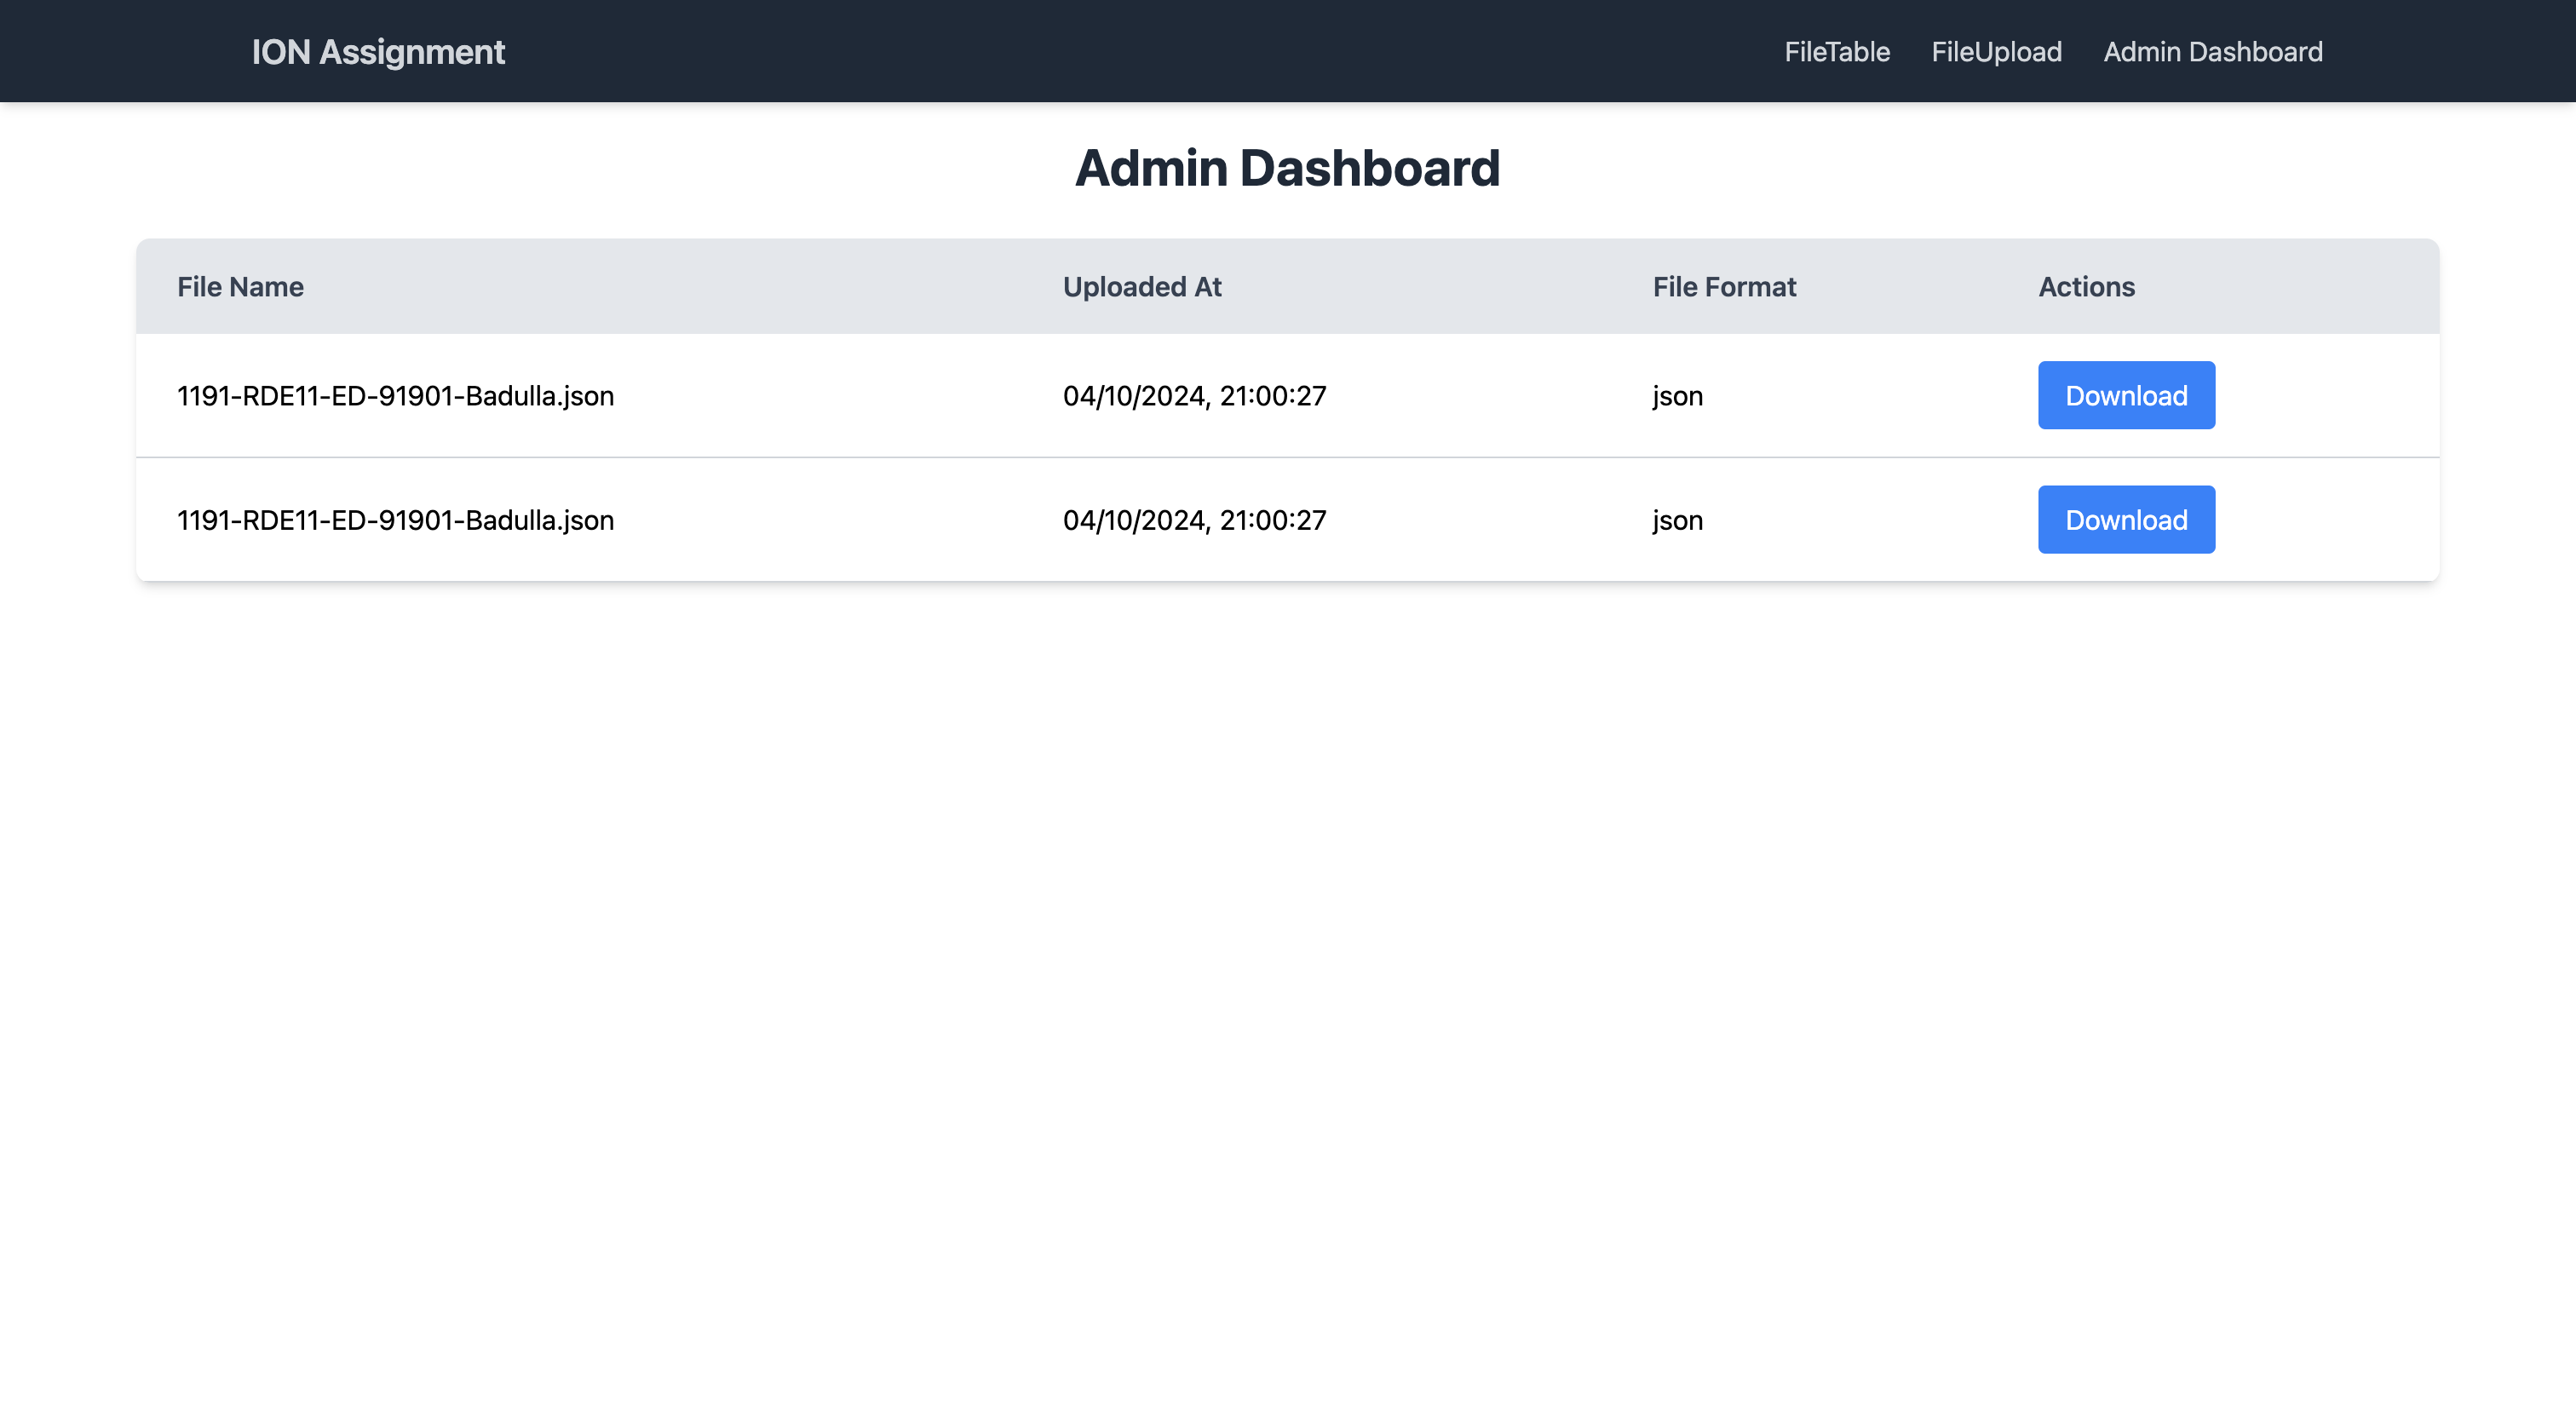 ION Assignment FileTable FileUpload Admin Dashboard
Admin Dashboard
File Name Uploaded At File Format Actions
1191-RDE11-ED-91901-Badulla.json 04/10/2024, 21:00:27 json Download
1191-RDE11-ED-91901-Badulla.json 04/10/2024, 21:00:27 json Download